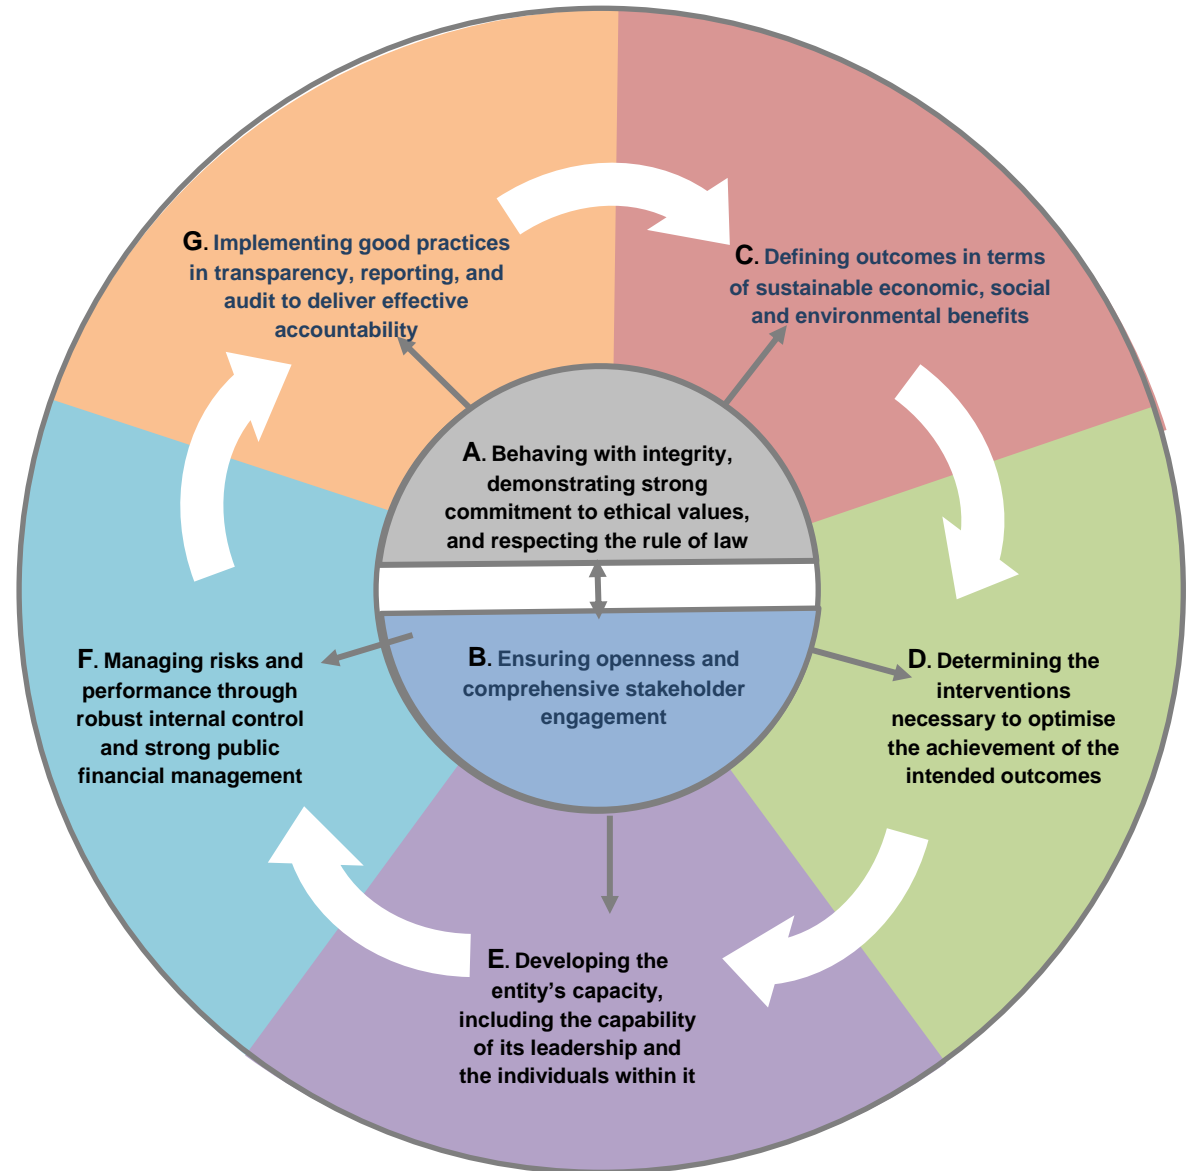 G. Implementing good practices
in transparency, reporting, and
audit to deliver effective
accountability
C. Defining outcomes in terms
of sustainable economic, social
and environmental benefits
A. Behaving with integrity,
demonstrating strong
commitment to ethical values,
and respecting the rule of law
B. Ensuring openness and
comprehensive stakeholder
engagement
F. Managing risks and
performance through
robust internal control
and strong public
financial management
D. Determining the
interventions
necessary to optimise
the achievement of the
intended outcomes
E. Developing the
entity’s capacity,
including the capability
of its leadership and
the individuals within it